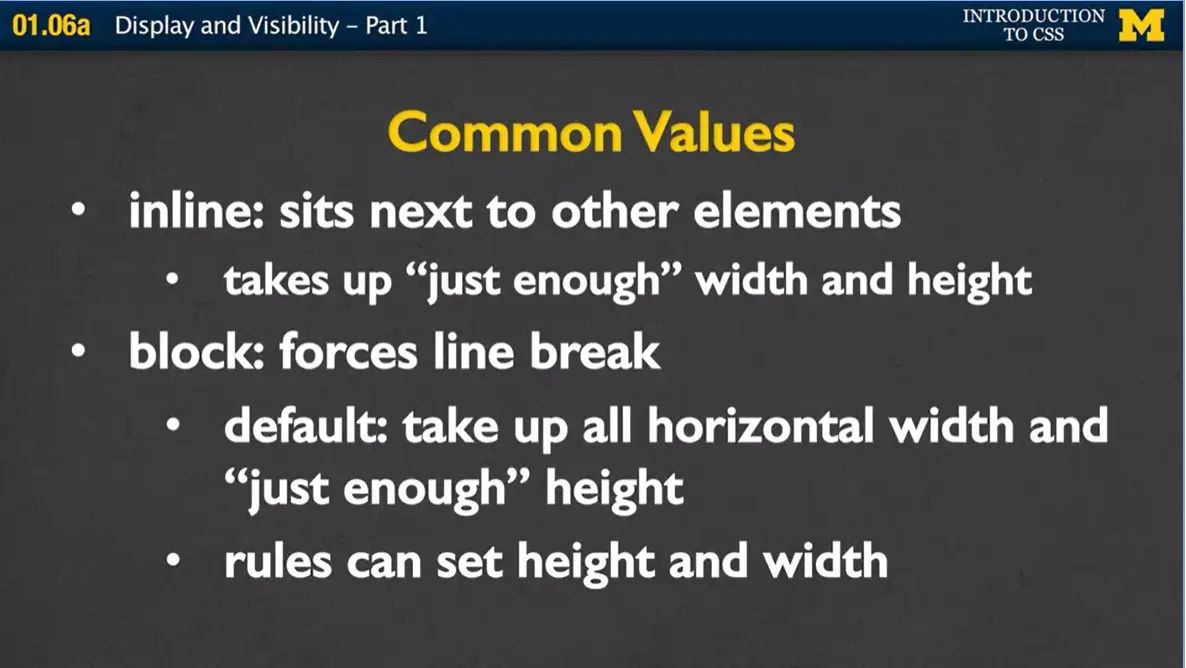 01.06a Display and Visibility – Part 1
INTRODUCTION
TO CSS
M
Common Values
• inline: sits next to other elements
• takes up “just enough” width and height
• block: forces line break
• default: take up all horizontal width and
“just enough” height
• rules can set height and width